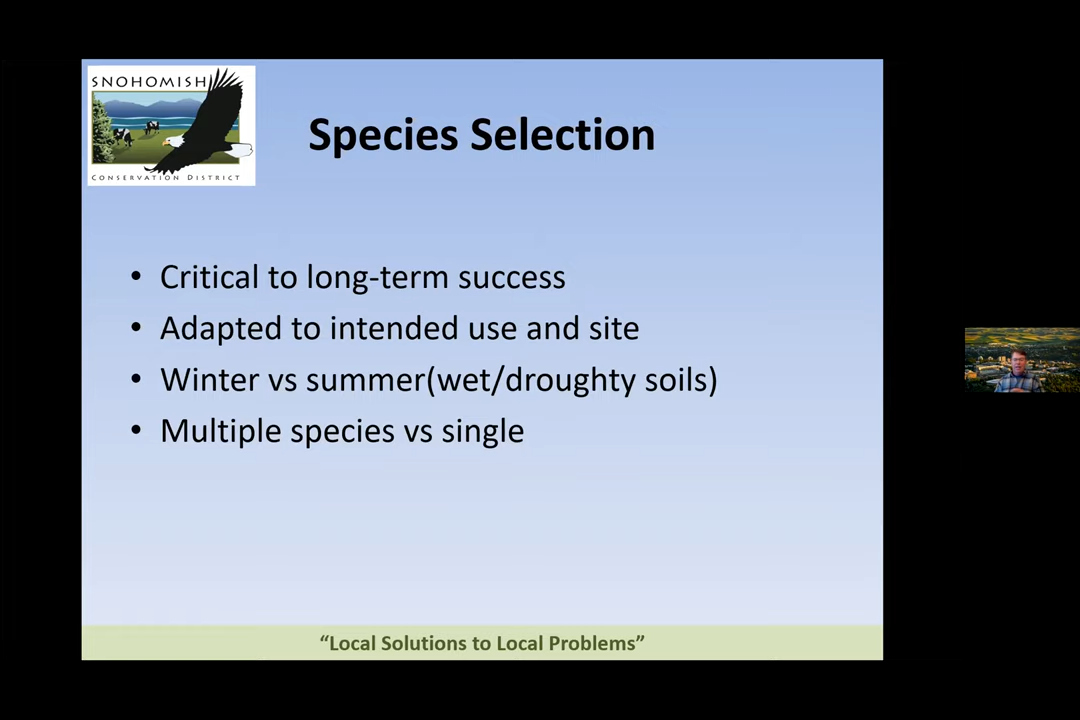 SNOHOMISH
CONSERVATION DISTRICT
Species Selection
• Critical to long-term success
• Adapted to intended use and site
• Winter vs summer(wet/droughty soils)
• Multiple species vs single
“Local Solutions to Local Problems”